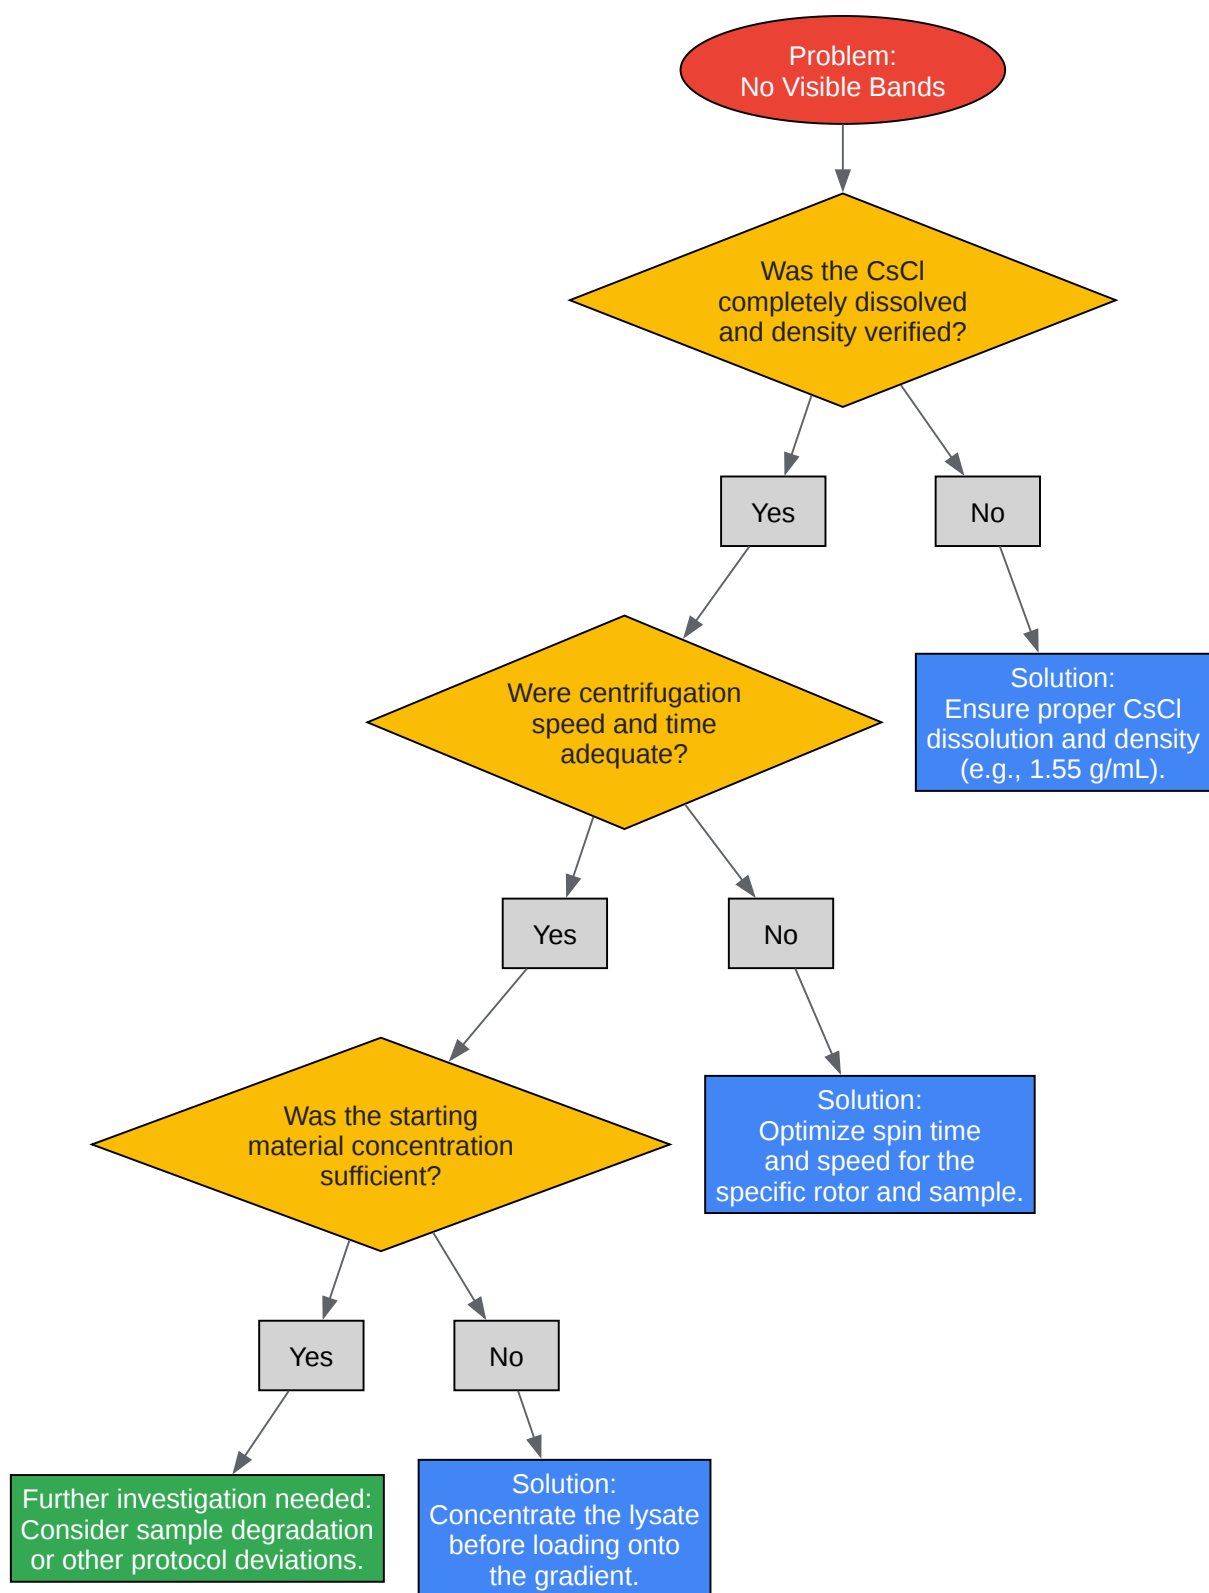 Problem:
No Visible Bands
Was the CsCl
completely dissolved
and density verified?
Yes
No
Were centrifugation
speed and time
adequate?
Solution:
Ensure proper CsCl
dissolution and density
(e.g., 1.55 g/mL).
Yes
No
Was the starting
material concentration
sufficient?
Solution:
Optimize spin time
and speed for the
specific rotor and sample.
Yes
No
Further investigation needed:
Consider sample degradation
or other protocol deviations.
Solution:
Concentrate the lysate
before loading onto
the gradient.